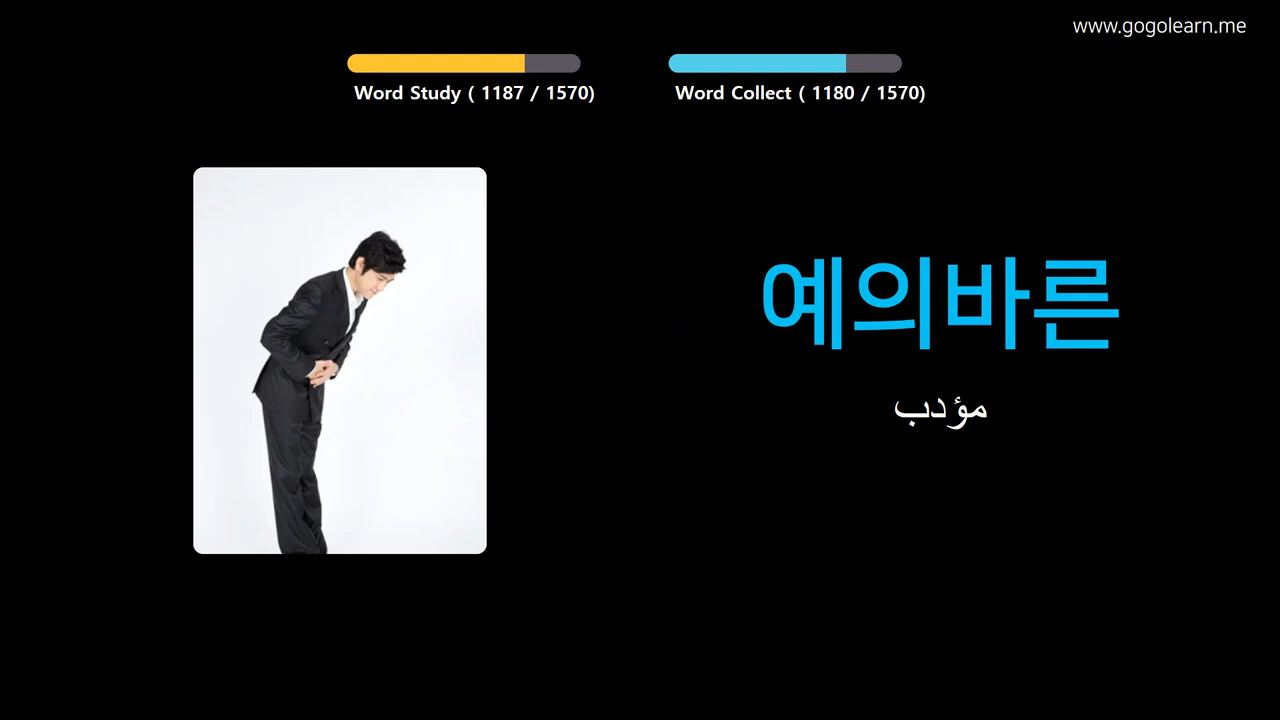 www.gogolearn.me
Word Study ( 1187 / 1570)
Word Collect ( 1180 / 1570)
예의바른
مؤدب